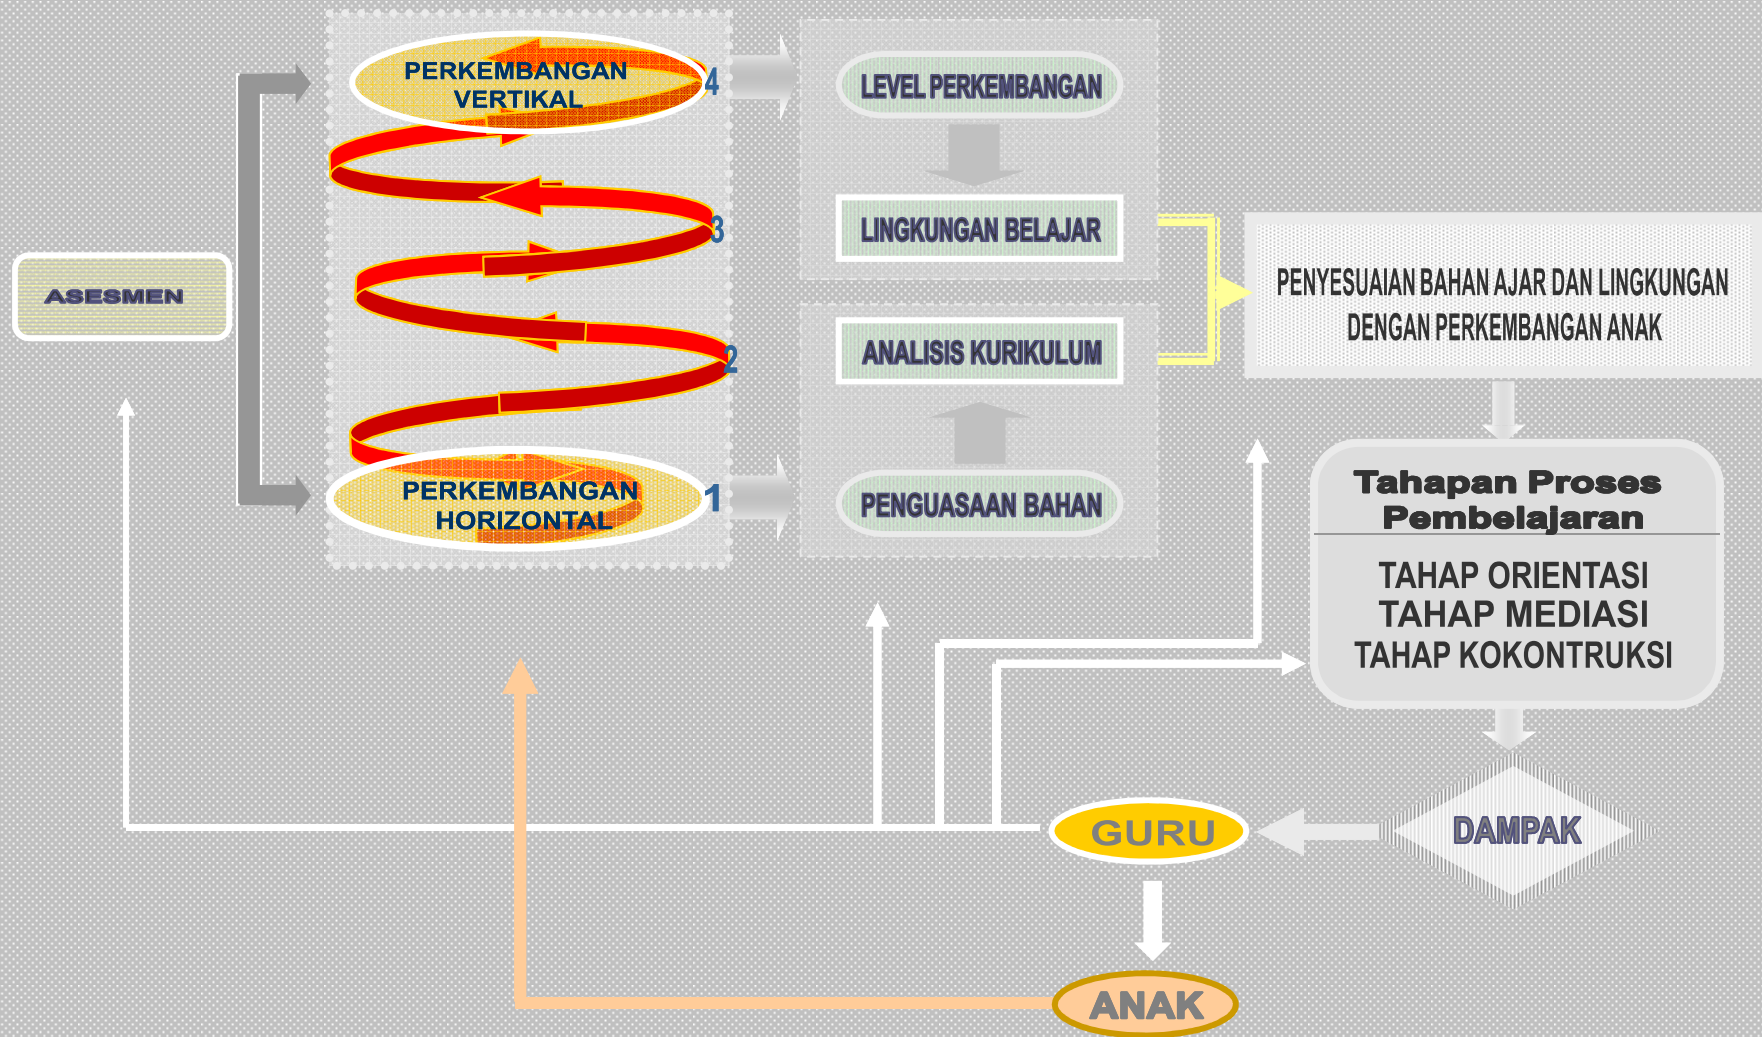 ASESMEN
PERKEMBANGAN
VERTIKAL
4
3
2
PERKEMBANGAN
HORIZONTAL
1
LEVEL PERKEMBANGAN
LINGKUNGAN BELAJAR
ANALISIS KURIKULUM
PENGUASAAN BAHAN
PENYESUAIAN BAHAN AJAR DAN LINGKUNGAN
DENGAN PERKEMBANGAN ANAK
Tahapan Proses
Pembelajaran
TAHAP ORIENTASI
TAHAP MEDIASI
TAHAP KOKONTRUKSI
DAMPAK
GURU
ANAK